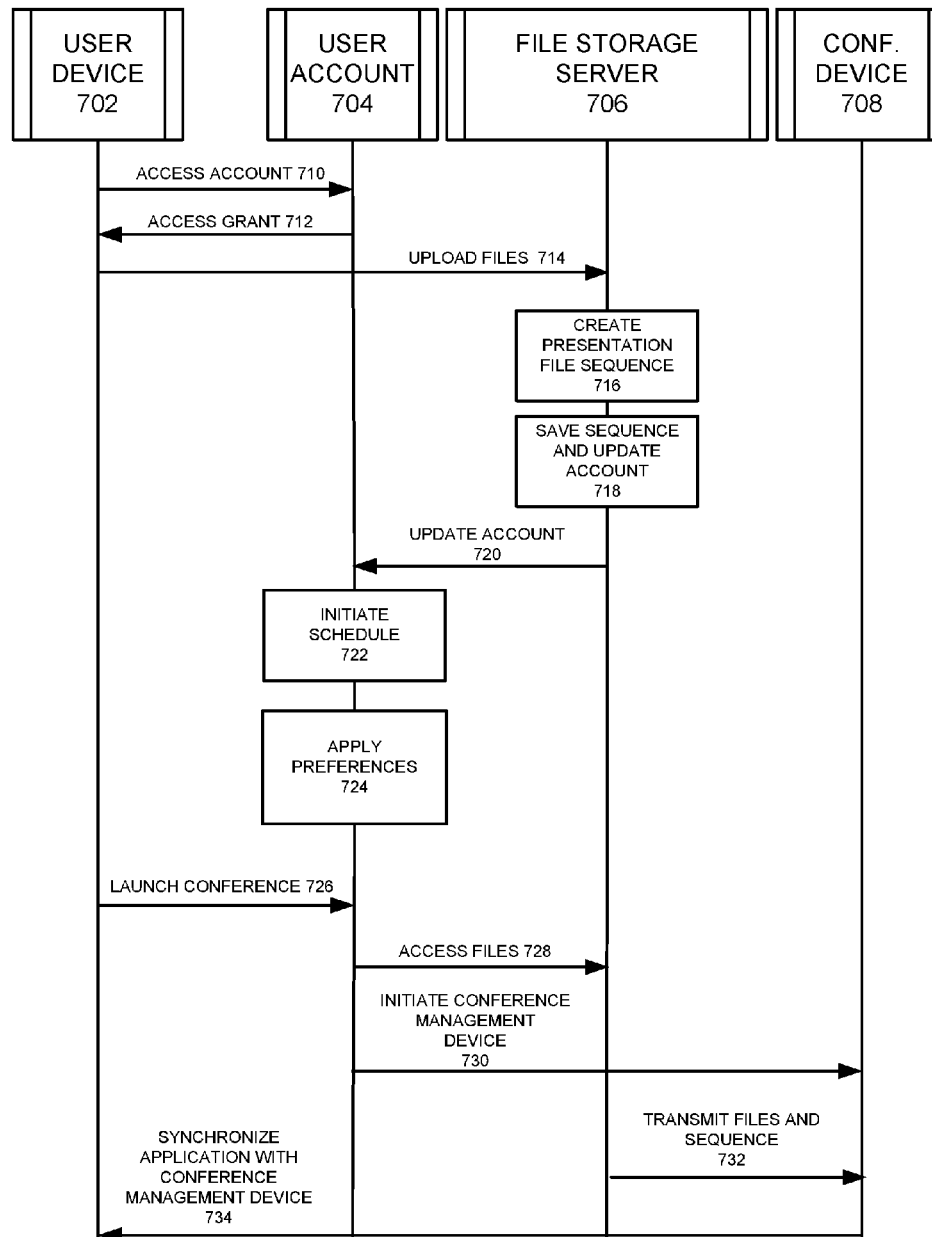 USER
DEVICE
702
USER
ACCOUNT
704
FILE STORAGE
SERVER
706
CONF.
DEVICE
708
ACCESS ACCOUNT 710
ACCESS GRANT 712
UPLOAD FILES 714
CREATE
PRESENTATION
FILE SEQUENCE
716
SAVE SEQUENCE
AND UPDATE
ACCOUNT
718
UPDATE ACCOUNT
720
INITIATE
SCHEDULE
722
APPLY
PREFERENCES
724
LAUNCH CONFERENCE 726
ACCESS FILES 728
INITIATE CONFERENCE
MANAGEMENT
DEVICE
730
TRANSMIT FILES AND
SEQUENCE
732
SYNCHRONIZE
APPLICATION WITH
CONFERENCE
MANAGEMENT DEVICE
734